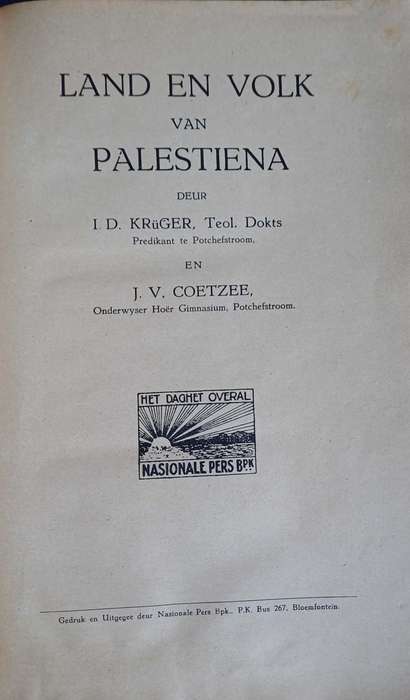 LAND EN VOLK
VAN
PALESTIENA
DEUR
I. D. KRüGER, Teol. Dokts
Predikant te Potchefstroom,
EN
J. V. COETZEE,
Onderwyser Hoër Gimnasium, Potchefstroom.
HET DAGHET OVERAL
NASIONALE PERS BPK
Gedruk en Uitgegee deur Nasionale Pers Bpk., P.K. Bus 267, Bloemfontein.